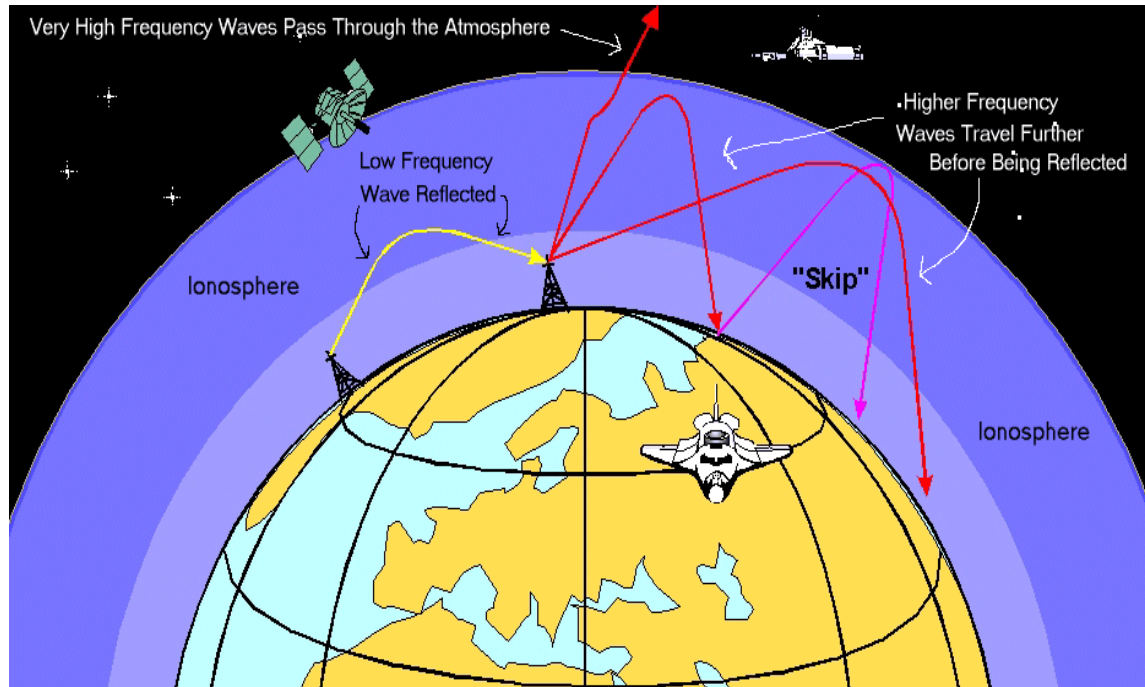 Very High Frequency Waves Pass Through the Atmosphere
Higher Frequency
Waves Travel Further
Before Being Reflected
Low Frequency
Wave Reflected
Ionosphere
"Skip"
Ionosphere